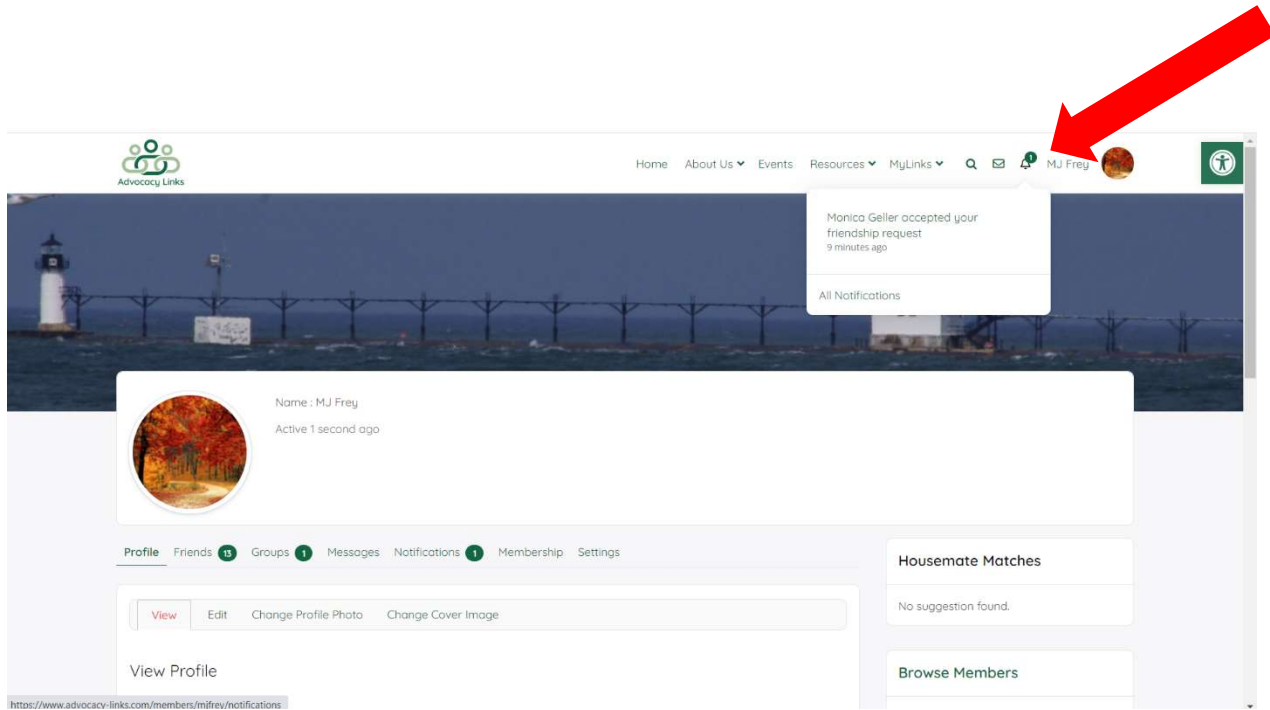 Advocacy Links
Home About Us Events Resources MyLinks 1 MJ Frey
Monica Geller accepted your
friendship request
9 minutes ago
All Notifications
Name : MJ Frey
Active 1 second ago
Profile Friends 13 Groups 1 Messages Notifications 1 Membership Settings
View Edit Change Profile Photo Change Cover Image
View Profile
Housemate Matches
No suggestion found.
Browse Members
https://www.advocacy-links.com/members/mjfrey/notifications